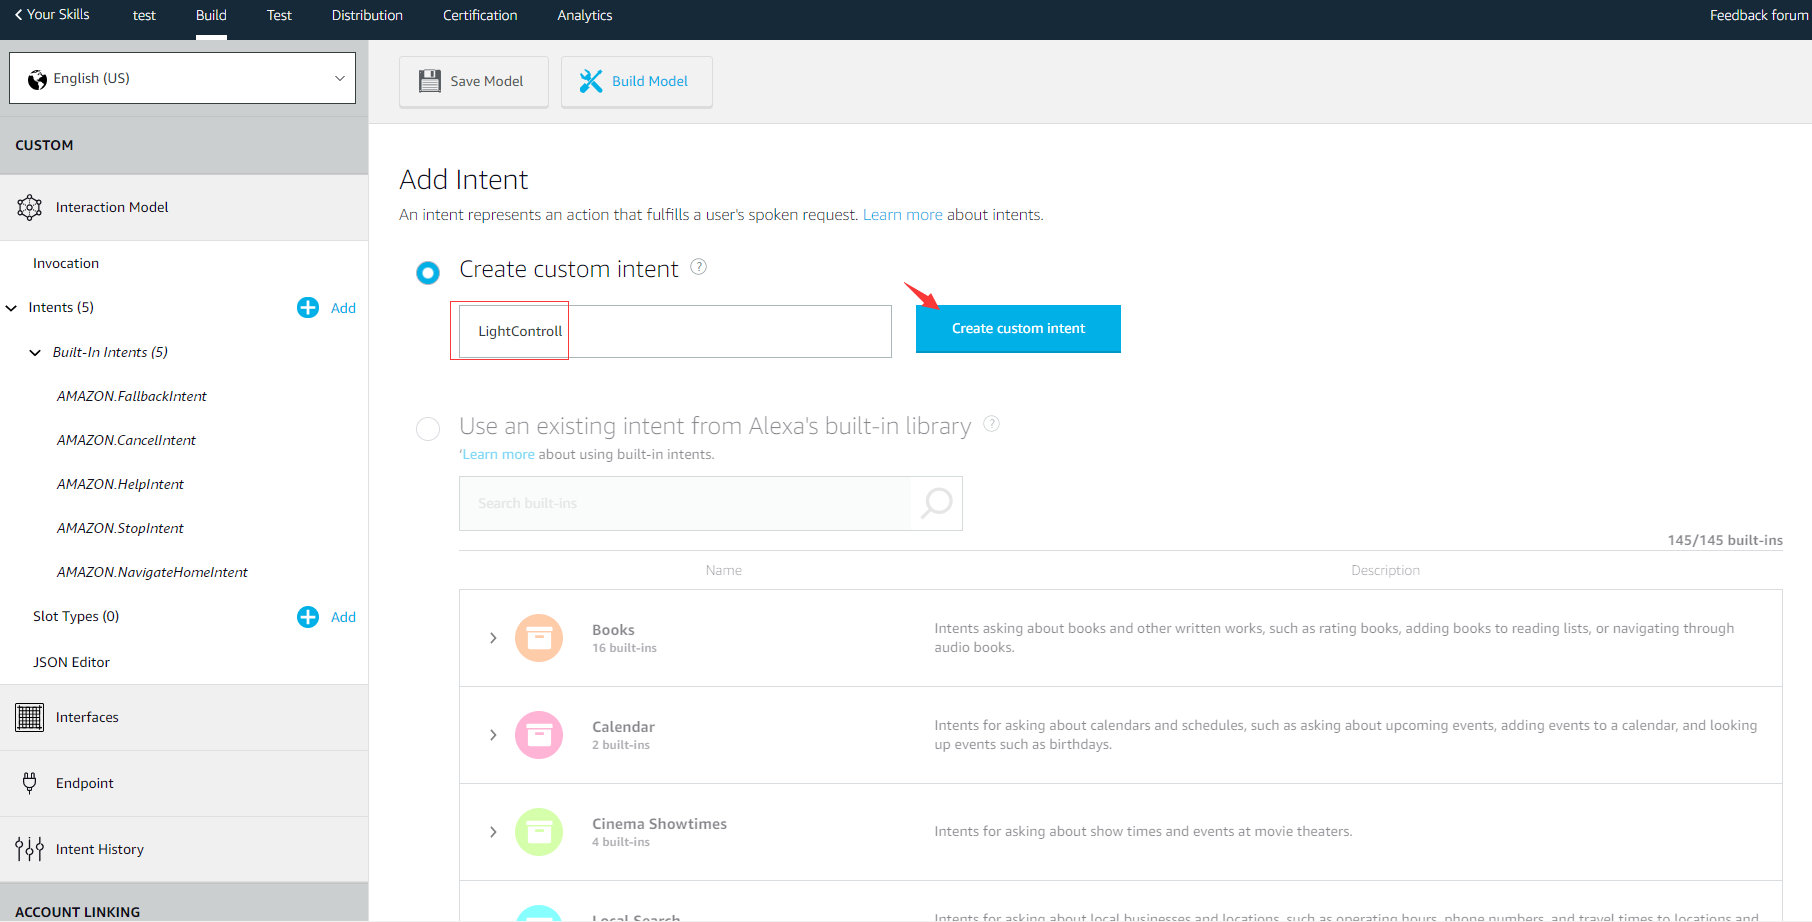 Your Skills test Build Test Distribution Certification Analytics Feedback forum
English (US)
Save Model Build Model
CUSTOM
Interaction Model
Invocation
Intents (5) Add
Built-In Intents (5)
AMAZON.FallbackIntent
AMAZON.CancelIntent
AMAZON.HelpIntent
AMAZON.StopIntent
AMAZON.NavigateHomeIntent
Slot Types (0) Add
JSON Editor
Interfaces
Endpoint
Intent History
ACCOUNT LINKING
Add Intent
An intent represents an action that fulfills a user's spoken request. Learn more about intents.
Create custom intent ?
LightControll
Create custom intent
Use an existing intent from Alexa's built-in library ?
'Learn more about using built-in intents.
Search built-ins
145/145 built-ins
Name Description
Books
16 built-ins
Intents asking about books and other written works, such as rating books, adding books to reading lists, or navigating through
audio books.
Calendar
2 built-ins
Intents for asking about calendars and schedules, such as asking about upcoming events, adding events to a calendar, and looking
up events such as birthdays.
Cinema Showtimes
4 built-ins
Intents for asking about show times and events at movie theaters.
Local Search
Intents for asking about local businesses and locations, such as operating hours, phone numbers, and travel times to locations and